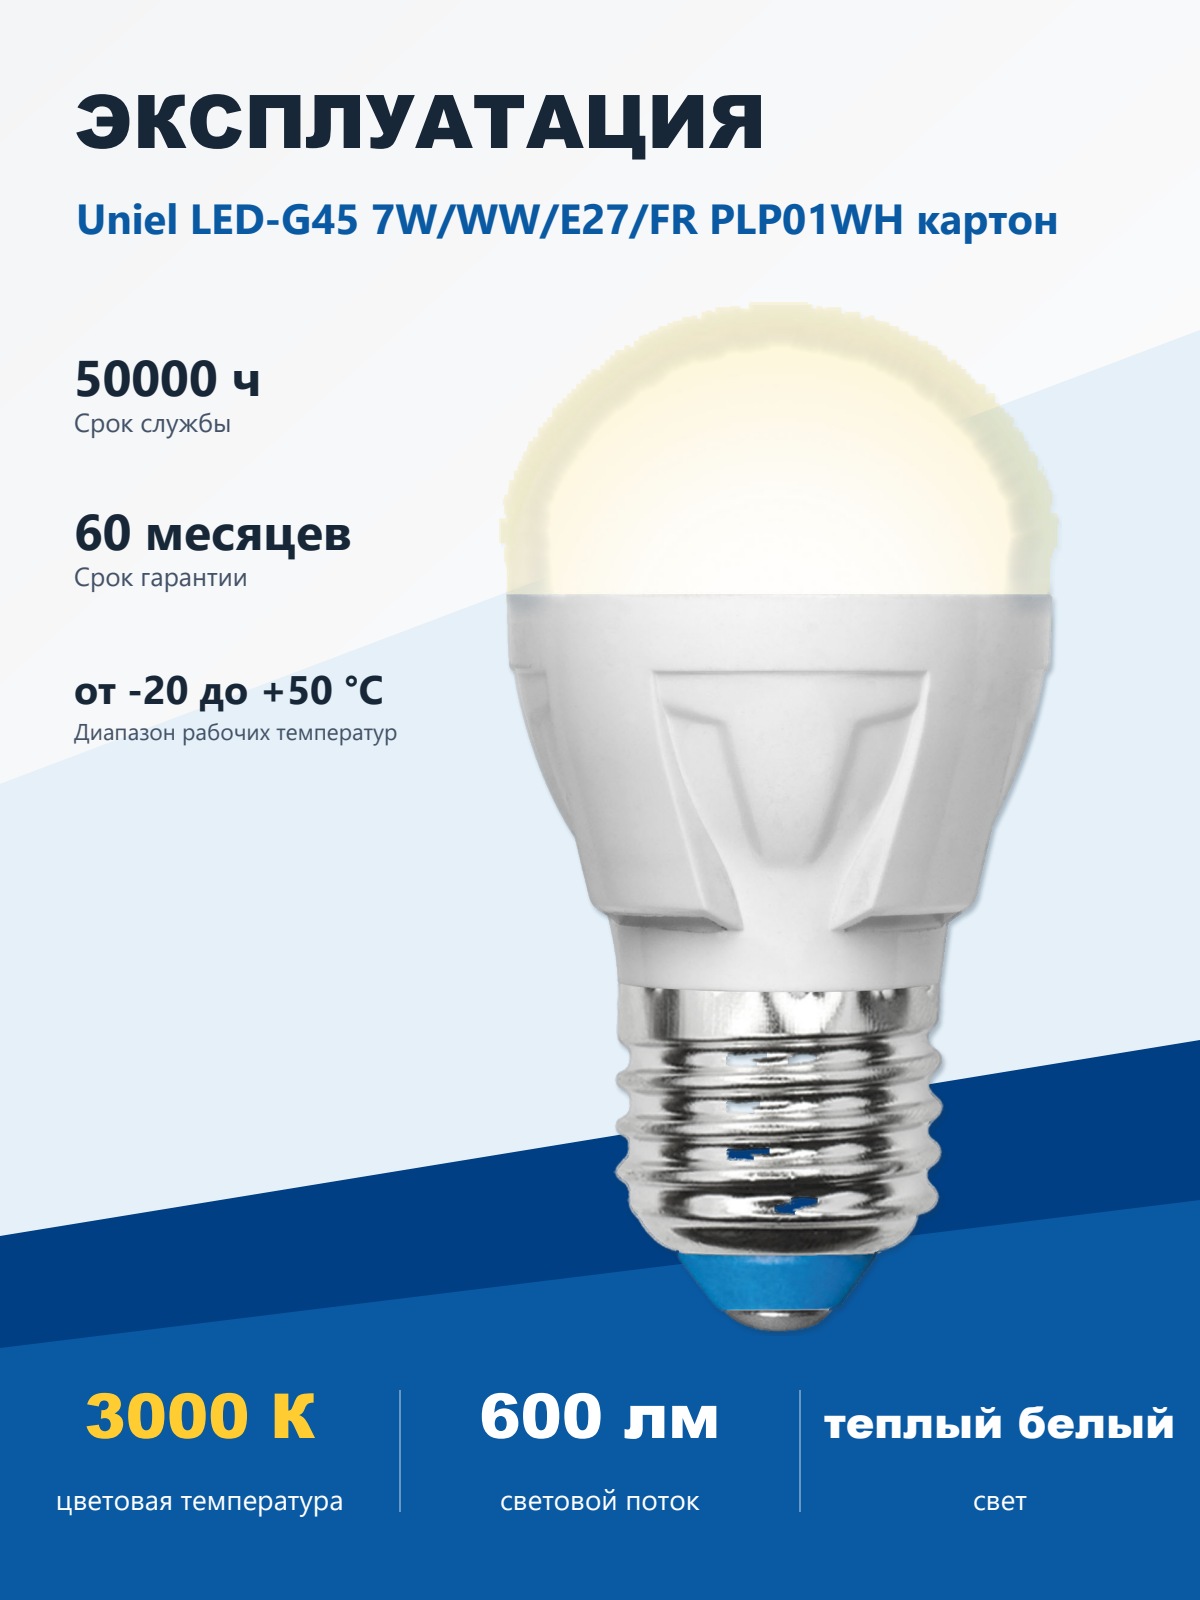 ЭКСПЛУАТАЦИЯ
Uniel LED-G45 7W/WW/E27/FR PLP01WH картон
50000 ч
Срок службы
60 месяцев
Срок гарантии
от -20 до +50 °C
Диапазон рабочих температур
3000 К
цветовая температура
600 лм
световой поток
теплый белый
свет